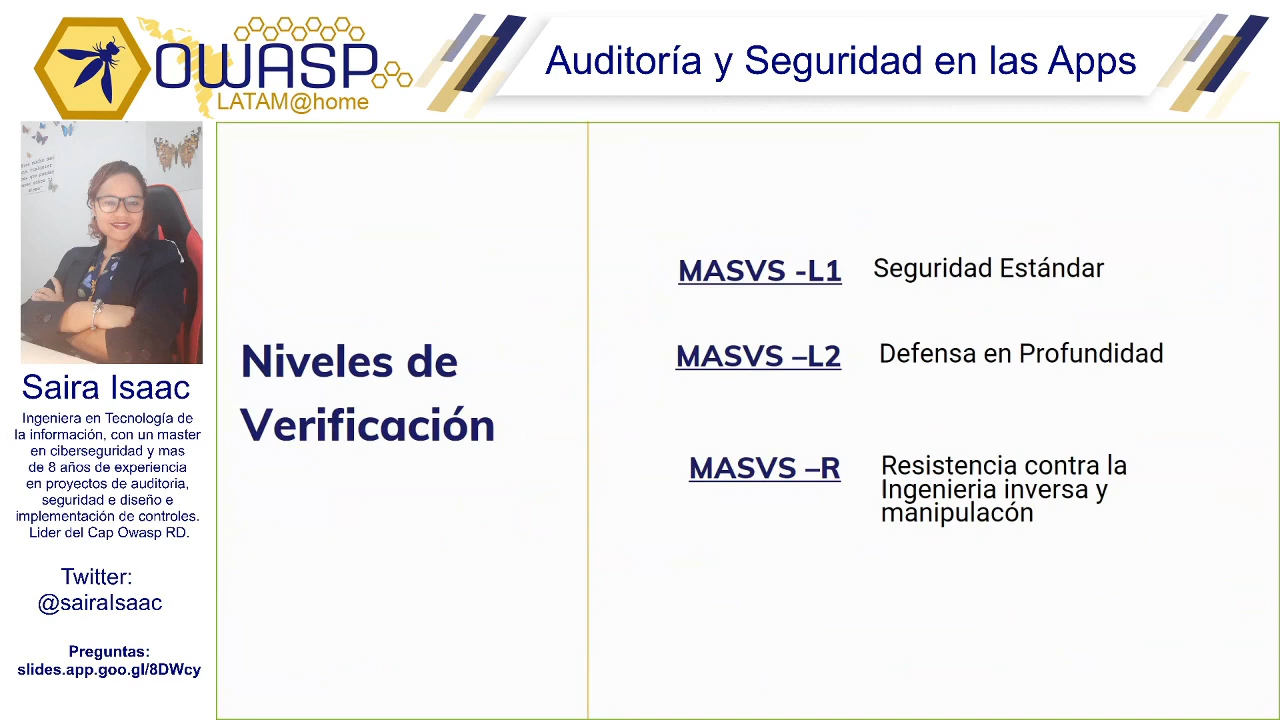 OWASP
LATAM@home
Auditoría y Seguridad en las Apps
Saira Isaac
Ingeniera en Tecnología de
la información, con un master
en ciberseguridad y mas
de 8 años de experiencia
en proyectos de auditoria,
seguridad e diseño e
implementación de controles.
Lider del Cap Owasp RD.
Twitter:
@sairaIsaac
Preguntas:
slides.app.goo.gl/8DWcy
Niveles de
Verificación
MASVS -L1 Seguridad Estándar
MASVS –L2 Defensa en Profundidad
MASVS –R Resistencia contra la
Ingenieria inversa y
manipulacón